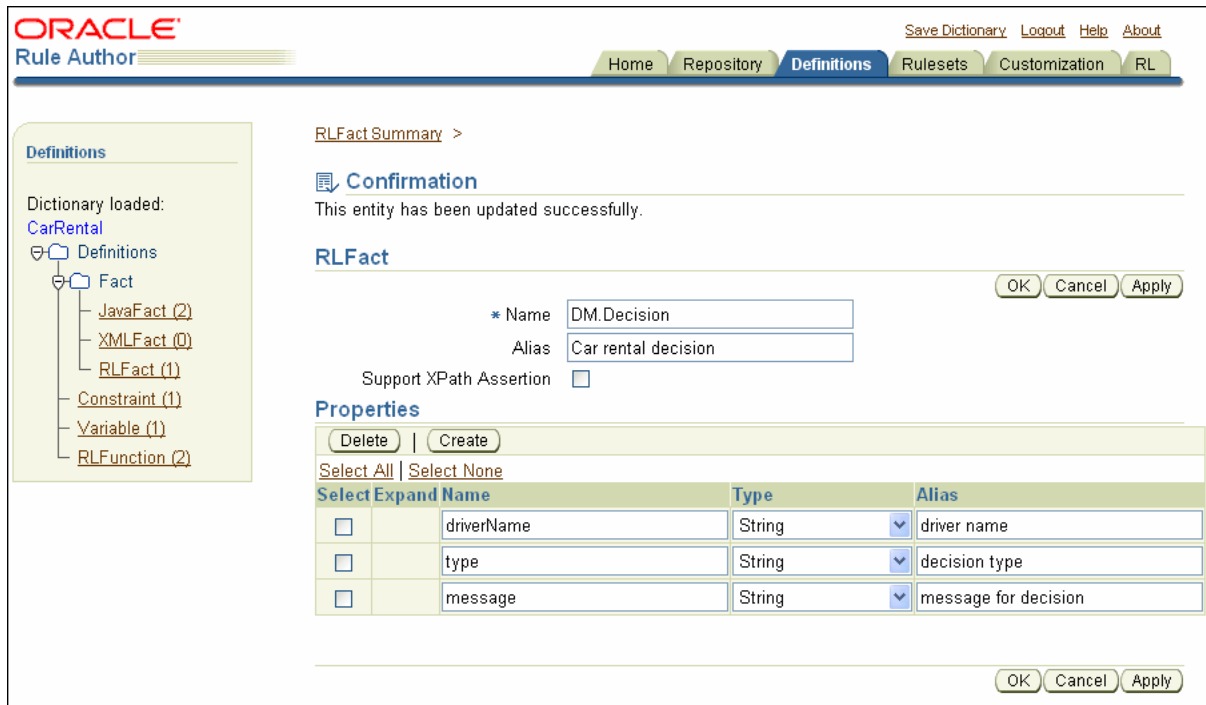 ORACLE
Rule Author
Save Dictionary Logout Help About
Home Repository Definitions Rulesets Customization RL
Definitions
Dictionary loaded:
CarRental
Definitions
Fact
JavaFact (2)
XMLFact (0)
RLFact (1)
Constraint (1)
Variable (1)
RLFunction (2)
RLFact Summary >
Confirmation
This entity has been updated successfully.
RLFact
OK Cancel Apply
* Name DM.Decision
Alias Car rental decision
Support XPath Assertion
Properties
Delete | Create
Select All | Select None
Select Expand Name Type Alias
driverName String driver name
type String decision type
message String message for decision
OK Cancel Apply